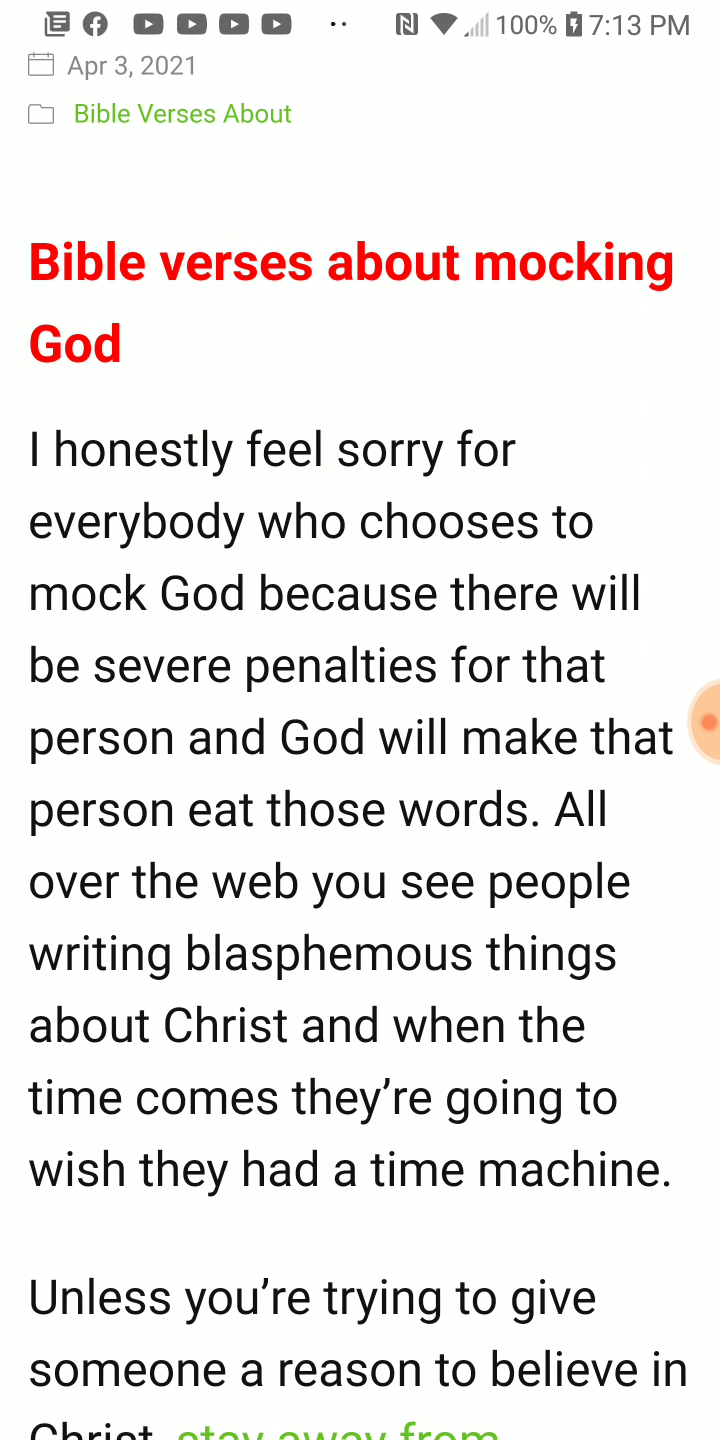 100% 7:13 PM
Apr 3, 2021
Bible Verses About
Bible verses about mocking
God
I honestly feel sorry for
everybody who chooses to
mock God because there will
be severe penalties for that
person and God will make that
person eat those words. All
over the web you see people
writing blasphemous things
about Christ and when the
time comes they’re going to
wish they had a time machine.
Unless you’re trying to give
someone a reason to believe in
Christ, stay away from